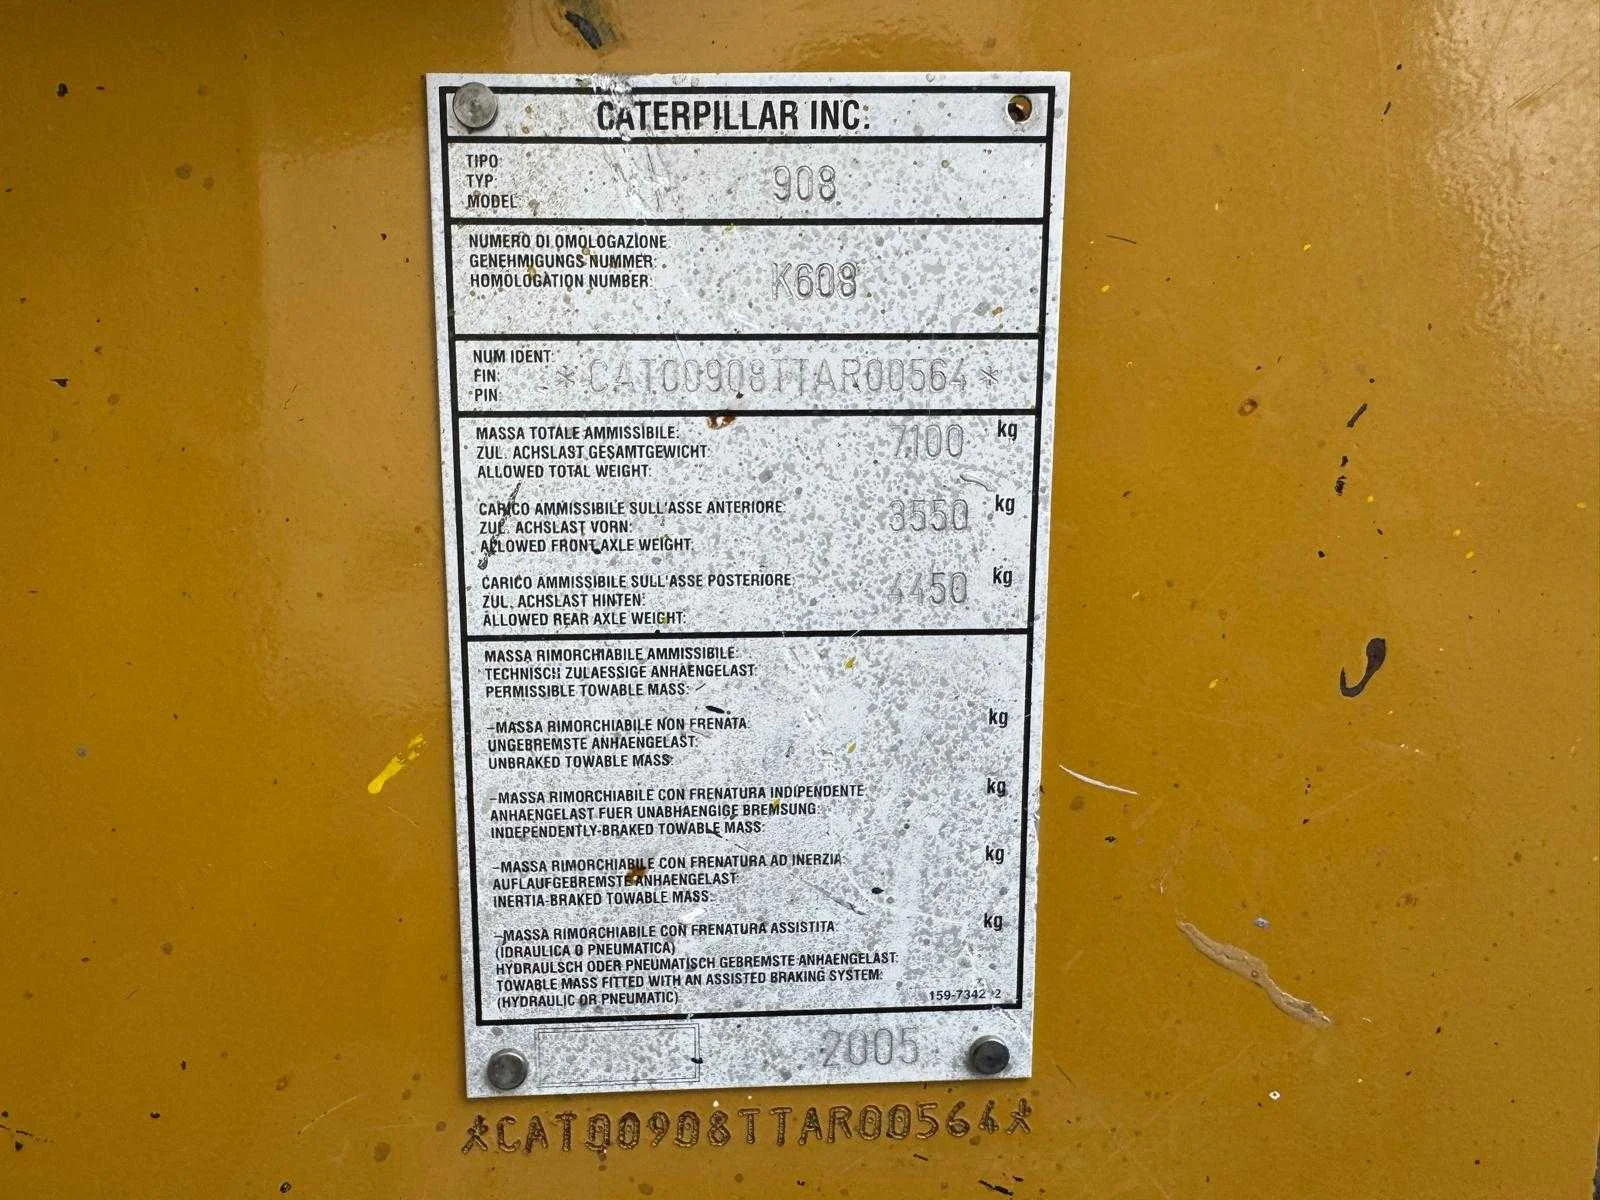 CATERPILLAR INC:
TIPO:
TYP:
MODEL:
908
NUMERO DI OMOLOGAZIONE:
GENEHMIGUNGS NUMMER:
HOMOLOGATION NUMBER:
K608
NUM IDENT:
FIN:
PIN:
*CAT00908TTAR00564*
MASSA TOTALE AMMISSIBILE:
ZUL. ACHSLAST GESAMTGEWICHT:
ALLOWED TOTAL WEIGHT:
7100 kg
CARICO AMMISSIBILE SULL'ASSE ANTERIORE:
ZUL. ACHSLAST VORN:
ALLOWED FRONT AXLE WEIGHT:
3550 kg
CARICO AMMISSIBILE SULL'ASSE POSTERIORE:
ZUL. ACHSLAST HINTEN:
ALLOWED REAR AXLE WEIGHT:
4450 kg
MASSA RIMORCHIABILE AMMISSIBILE:
TECHNISCH ZULAESSIGE ANHAENGELAST:
PERMISSIBLE TOWABLE MASS:
-MASSA RIMORCHIABILE NON FRENATA:
UNGEBREMSTE ANHAENGELAST:
UNBRAKED TOWABLE MASS:
kg
-MASSA RIMORCHIABILE CON FRENATURA INDIPENDENTE
ANHAENGELAST FUER UNABHAENGIGE BREMSUNG:
INDEPENDENTLY-BRAKED TOWABLE MASS:
kg
-MASSA RIMORCHIABILE CON FRENATURA AD INERZIA:
AUFLAUFGEBREMSTE ANHAENGELAST:
INERTIA-BRAKED TOWABLE MASS:
kg
-MASSA RIMORCHIABILE CON FRENATURA ASSISTITA:
(IDRAULICA O PNEUMATICA)
HYDRAULSCH ODER PNEUMATISCH GEBREMSTE ANHAENGELAST:
TOWABLE MASS FITTED WITH AN ASSISTED BRAKING SYSTEM:
(HYDRAULIC OR PNEUMATIC)
kg
159-7342 2
2005
*CAT00908TTAR00564*